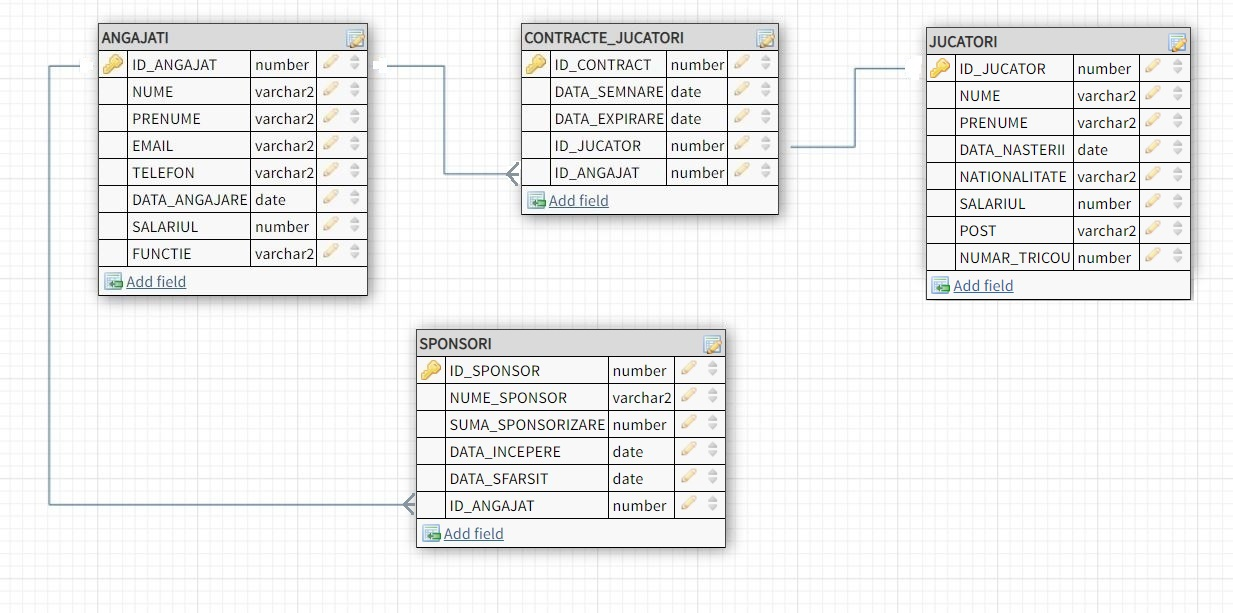 ANGAJATI
ID_ANGAJAT number
NUME varchar2
PRENUME varchar2
EMAIL varchar2
TELEFON varchar2
DATA_ANGAJARE date
SALARIUL number
FUNCTIE varchar2
Add field
CONTRACTE_JUCATORI
ID_CONTRACT number
DATA_SEMNARE date
DATA_EXPIRARE date
ID_JUCATOR number
ID_ANGAJAT number
Add field
JUCATORI
ID_JUCATOR number
NUME varchar2
PRENUME varchar2
DATA_NASTERII date
NATIONALITATE varchar2
SALARIUL number
POST varchar2
NUMAR_TRICOU number
Add field
SPONSORI
ID_SPONSOR number
NUME_SPONSOR varchar2
SUMA_SPONSORIZARE number
DATA_INCEPERE date
DATA_SFARSIT date
ID_ANGAJAT number
Add field